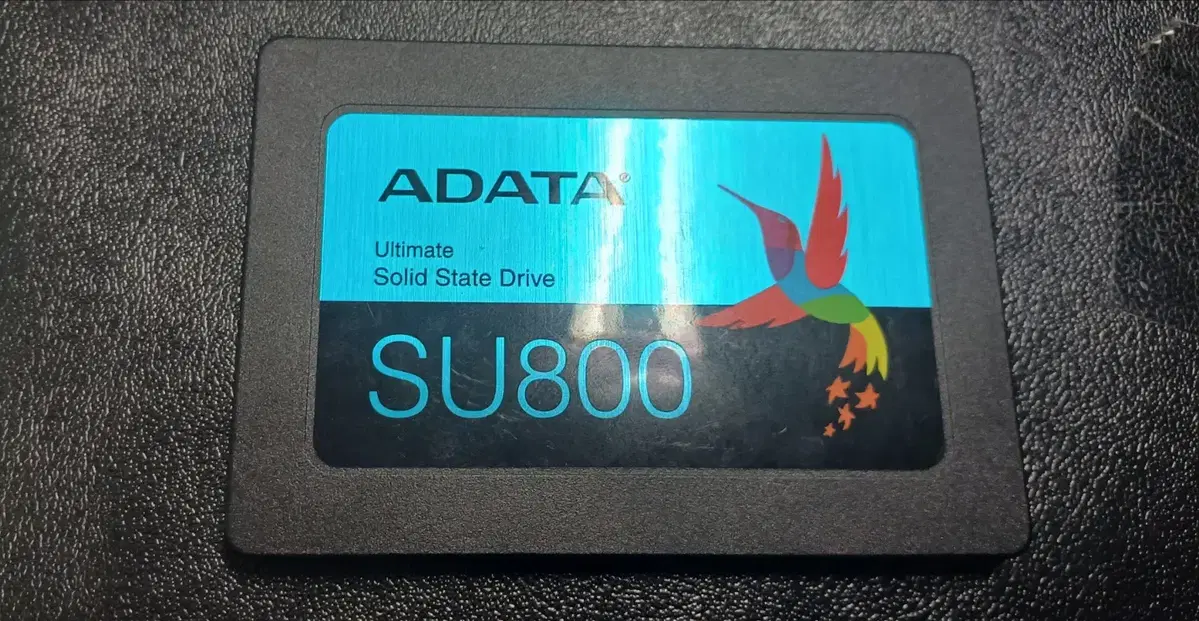 ADATA®
Ultimate
Solid State Drive
SU800